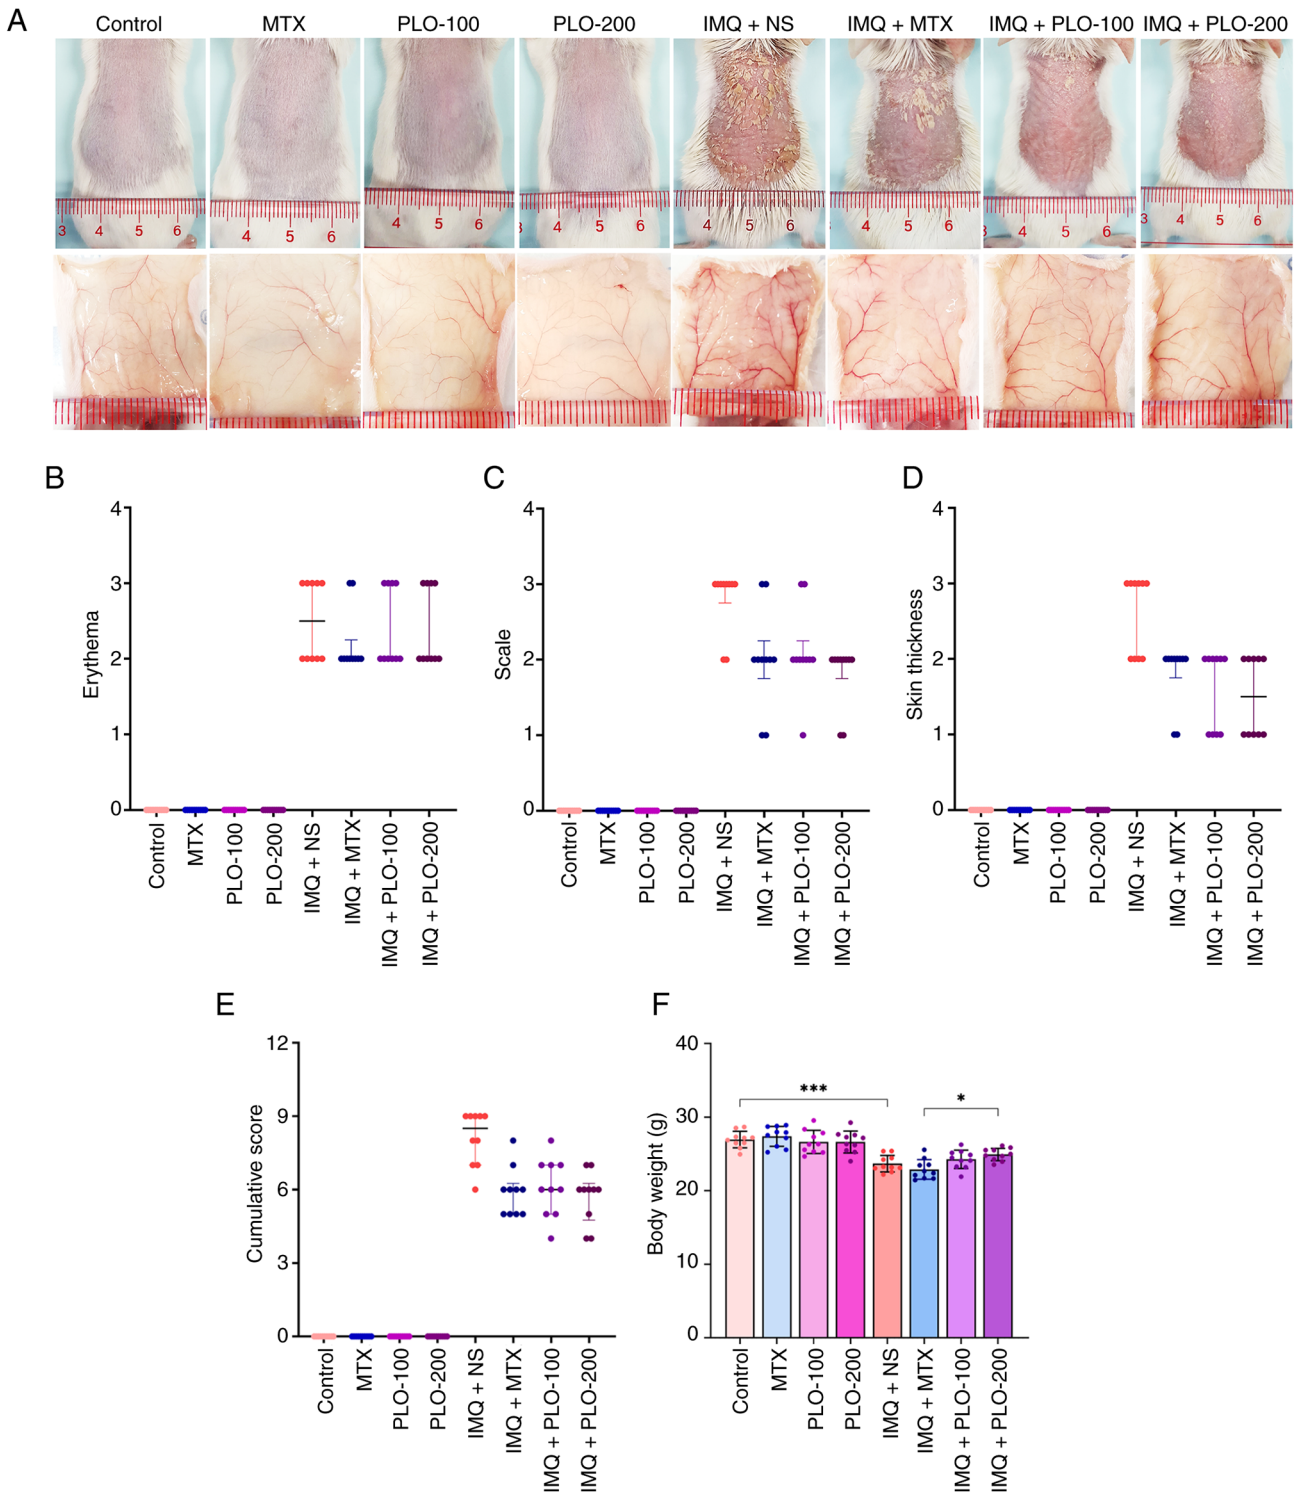 A
Control MTX PLO-100 PLO-200 IMQ + NS IMQ + MTX IMQ + PLO-100 IMQ + PLO-200
3 4 5 6 4 5 6 4 5 6 3 4 5 6 4 5 6 4 5 6 3 4 5 6 3 4 5 6
B
Erythema
4
3
2
1
0
Control MTX PLO-100 PLO-200 IMQ + NS IMQ + MTX IMQ + PLO-100 IMQ + PLO-200
C
Scale
4
3
2
1
0
Control MTX PLO-100 PLO-200 IMQ + NS IMQ + MTX IMQ + PLO-100 IMQ + PLO-200
D
Skin thickness
4
3
2
1
0
Control MTX PLO-100 PLO-200 IMQ + NS IMQ + MTX IMQ + PLO-100 IMQ + PLO-200
E
Cumulative score
12
9
6
3
0
Control MTX PLO-100 PLO-200 IMQ + NS IMQ + MTX IMQ + PLO-100 IMQ + PLO-200
F
Body weight (g)
40
30
20
10
0
***
*
Control MTX PLO-100 PLO-200 IMQ + NS IMQ + MTX IMQ + PLO-100 IMQ + PLO-200